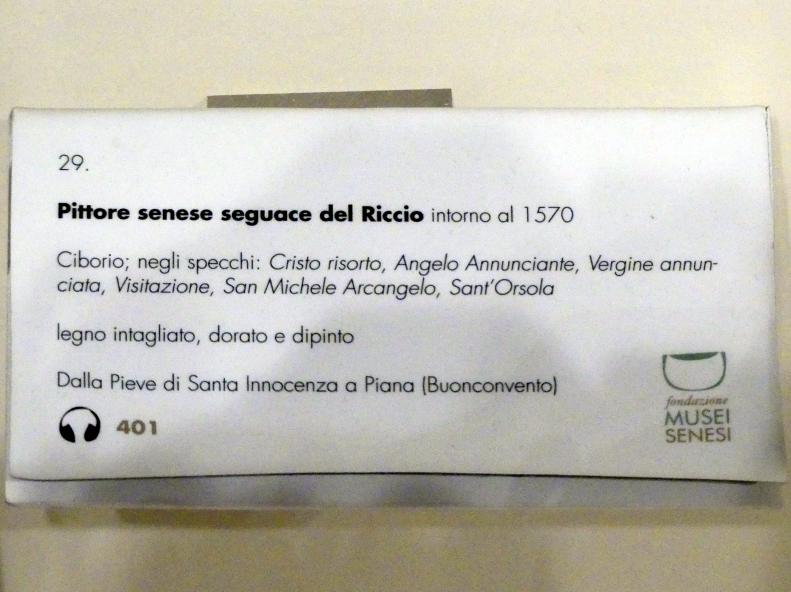 29.
Pittore senese seguace del Riccio intorno al 1570
Ciborio; negli specchi: Cristo risorto, Angelo Annunciante, Vergine annun-
ciata, Visitazione, San Michele Arcangelo, Sant'Orsola
legno intagliato, dorato e dipinto
Dalla Pieve di Santa Innocenza a Piana (Buonconvento)
401
fondazione
MUSEI
SENESI